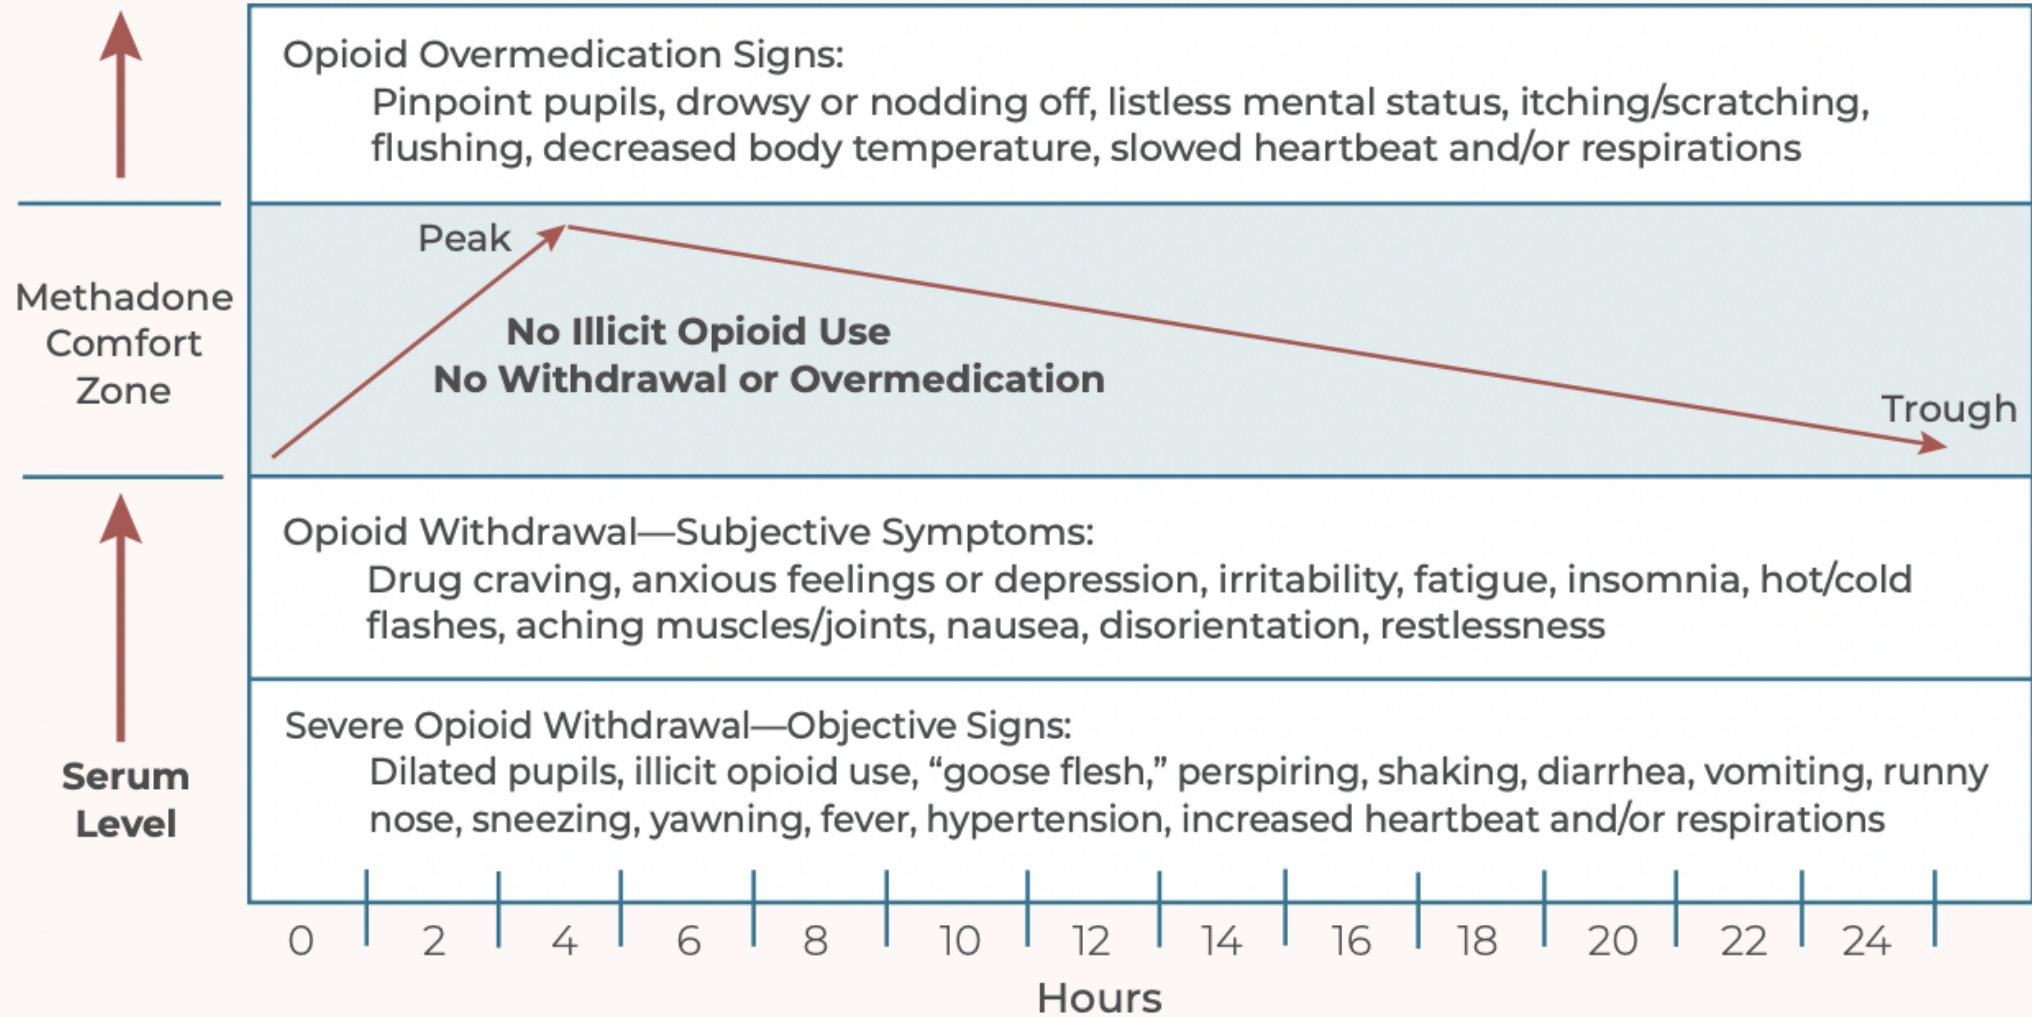 Opioid Overmedication Signs:
Pinpoint pupils, drowsy or nodding off, listless mental status, itching/scratching,
flushing, decreased body temperature, slowed heartbeat and/or respirations
Methadone
Comfort
Zone
Peak
No Illicit Opioid Use
No Withdrawal or Overmedication
Trough
Opioid Withdrawal—Subjective Symptoms:
Drug craving, anxious feelings or depression, irritability, fatigue, insomnia, hot/cold
flashes, aching muscles/joints, nausea, disorientation, restlessness
Severe Opioid Withdrawal—Objective Signs:
Dilated pupils, illicit opioid use, “goose flesh,” perspiring, shaking, diarrhea, vomiting, runny
nose, sneezing, yawning, fever, hypertension, increased heartbeat and/or respirations
Serum
Level
0 2 4 6 8 10 12 14 16 18 20 22 24
Hours